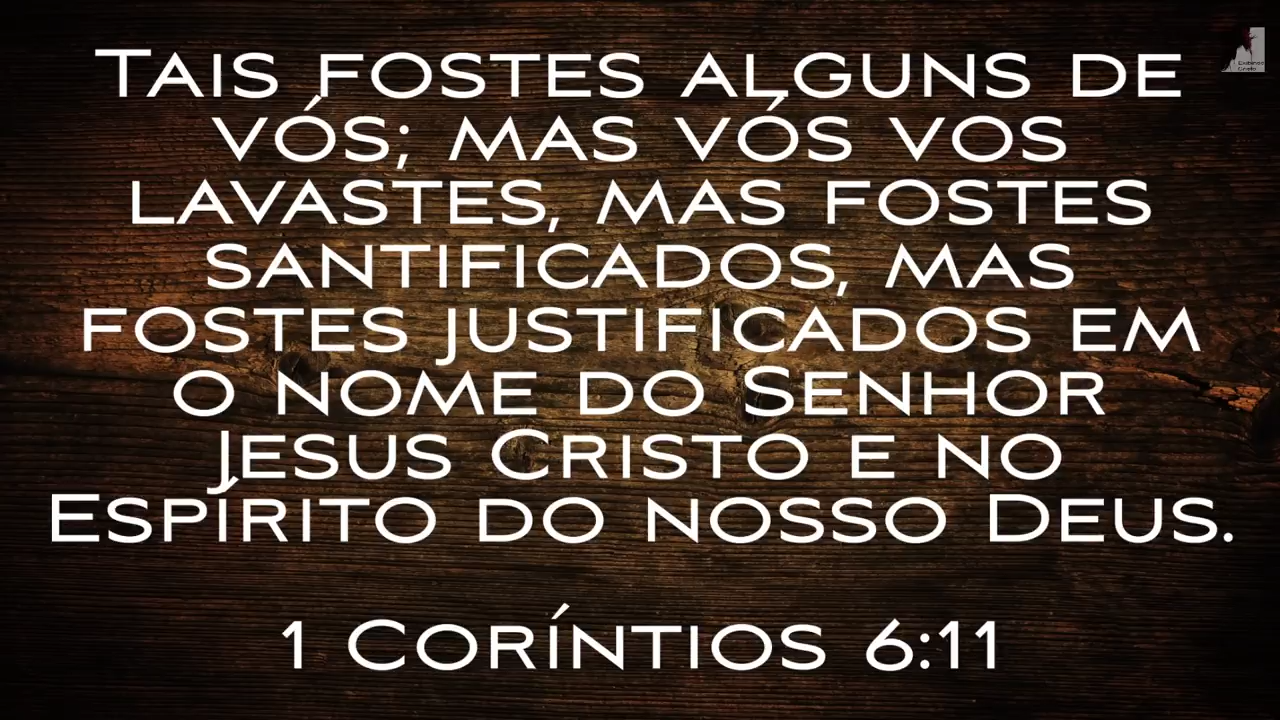 Tais fostes alguns de
vós; mas vós vos
lavastes, mas fostes
santificados, mas
fostes justificados em
o nome do Senhor
Jesus Cristo e no
Espírito do nosso Deus.
1 Coríntios 6:11